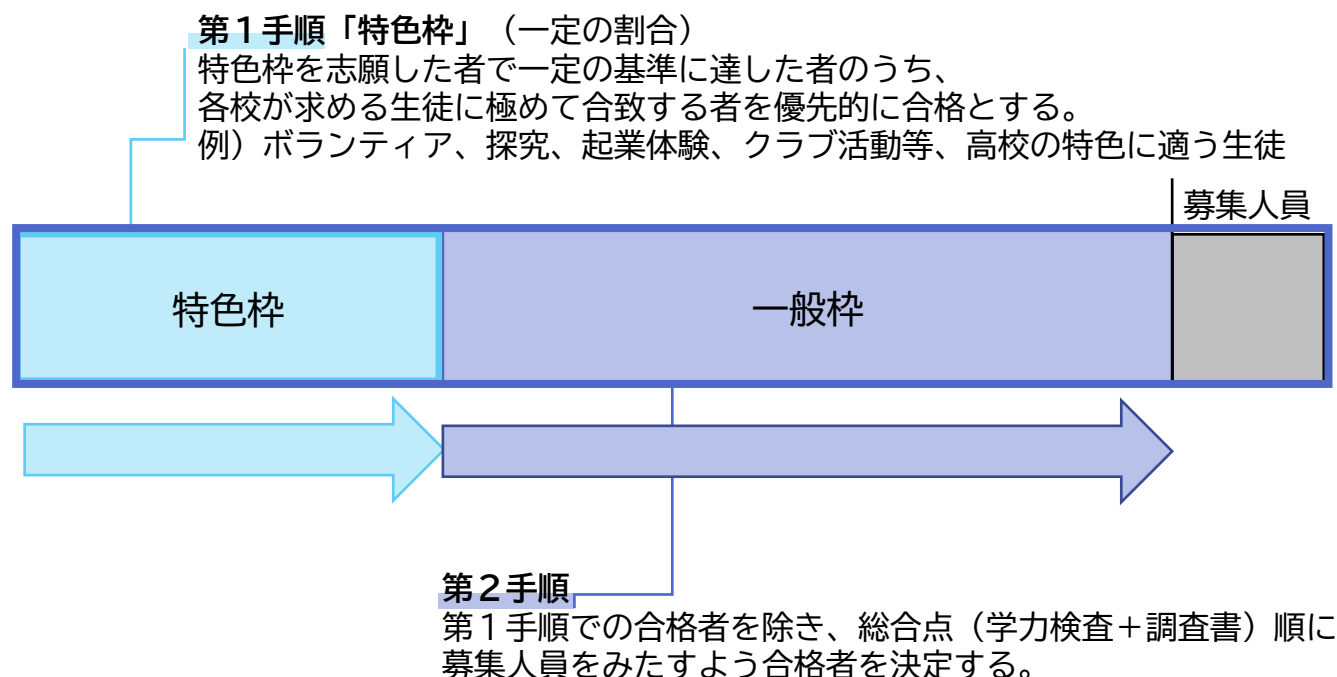 第１手順「特色枠」（一定の割合）
特色枠を志願した者で一定の基準に達した者のうち、
各校が求める生徒に極めて合致する者を優先的に合格とする。
例）ボランティア、探究、起業体験、クラブ活動等、高校の特色に適う生徒
募集人員
特色枠
一般枠
第２手順
第１手順での合格者を除き、総合点（学力検査＋調査書）順に
募集人員をみたすよう合格者を決定する。